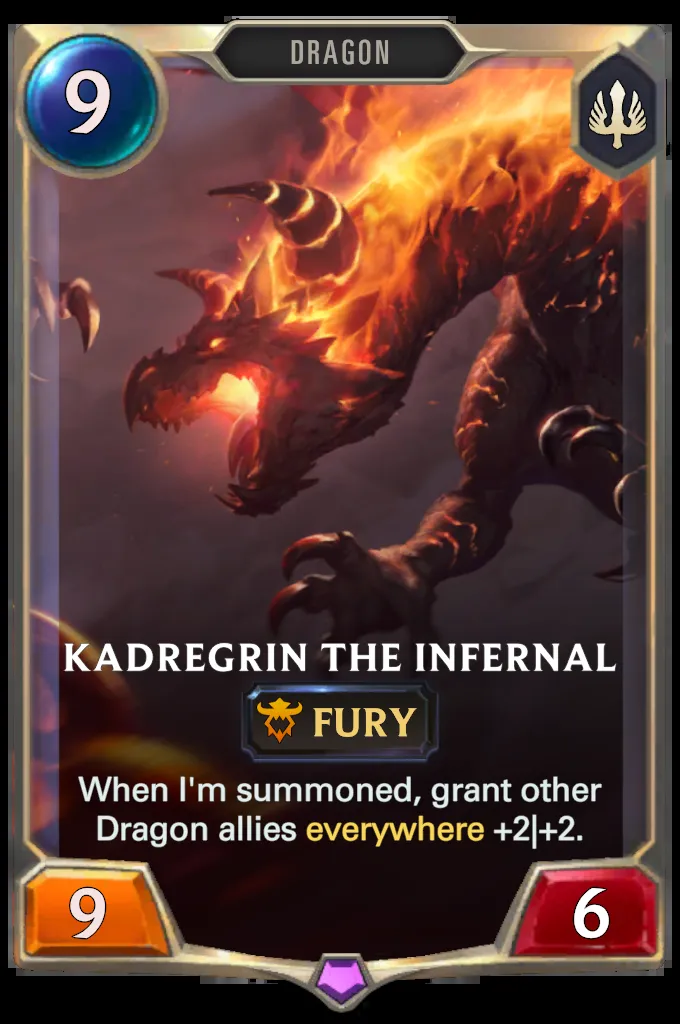 DRAGON
9
KADREGRIN THE INFERNAL
FURY
When I'm summoned, grant other
Dragon allies everywhere +2|+2.
9
6